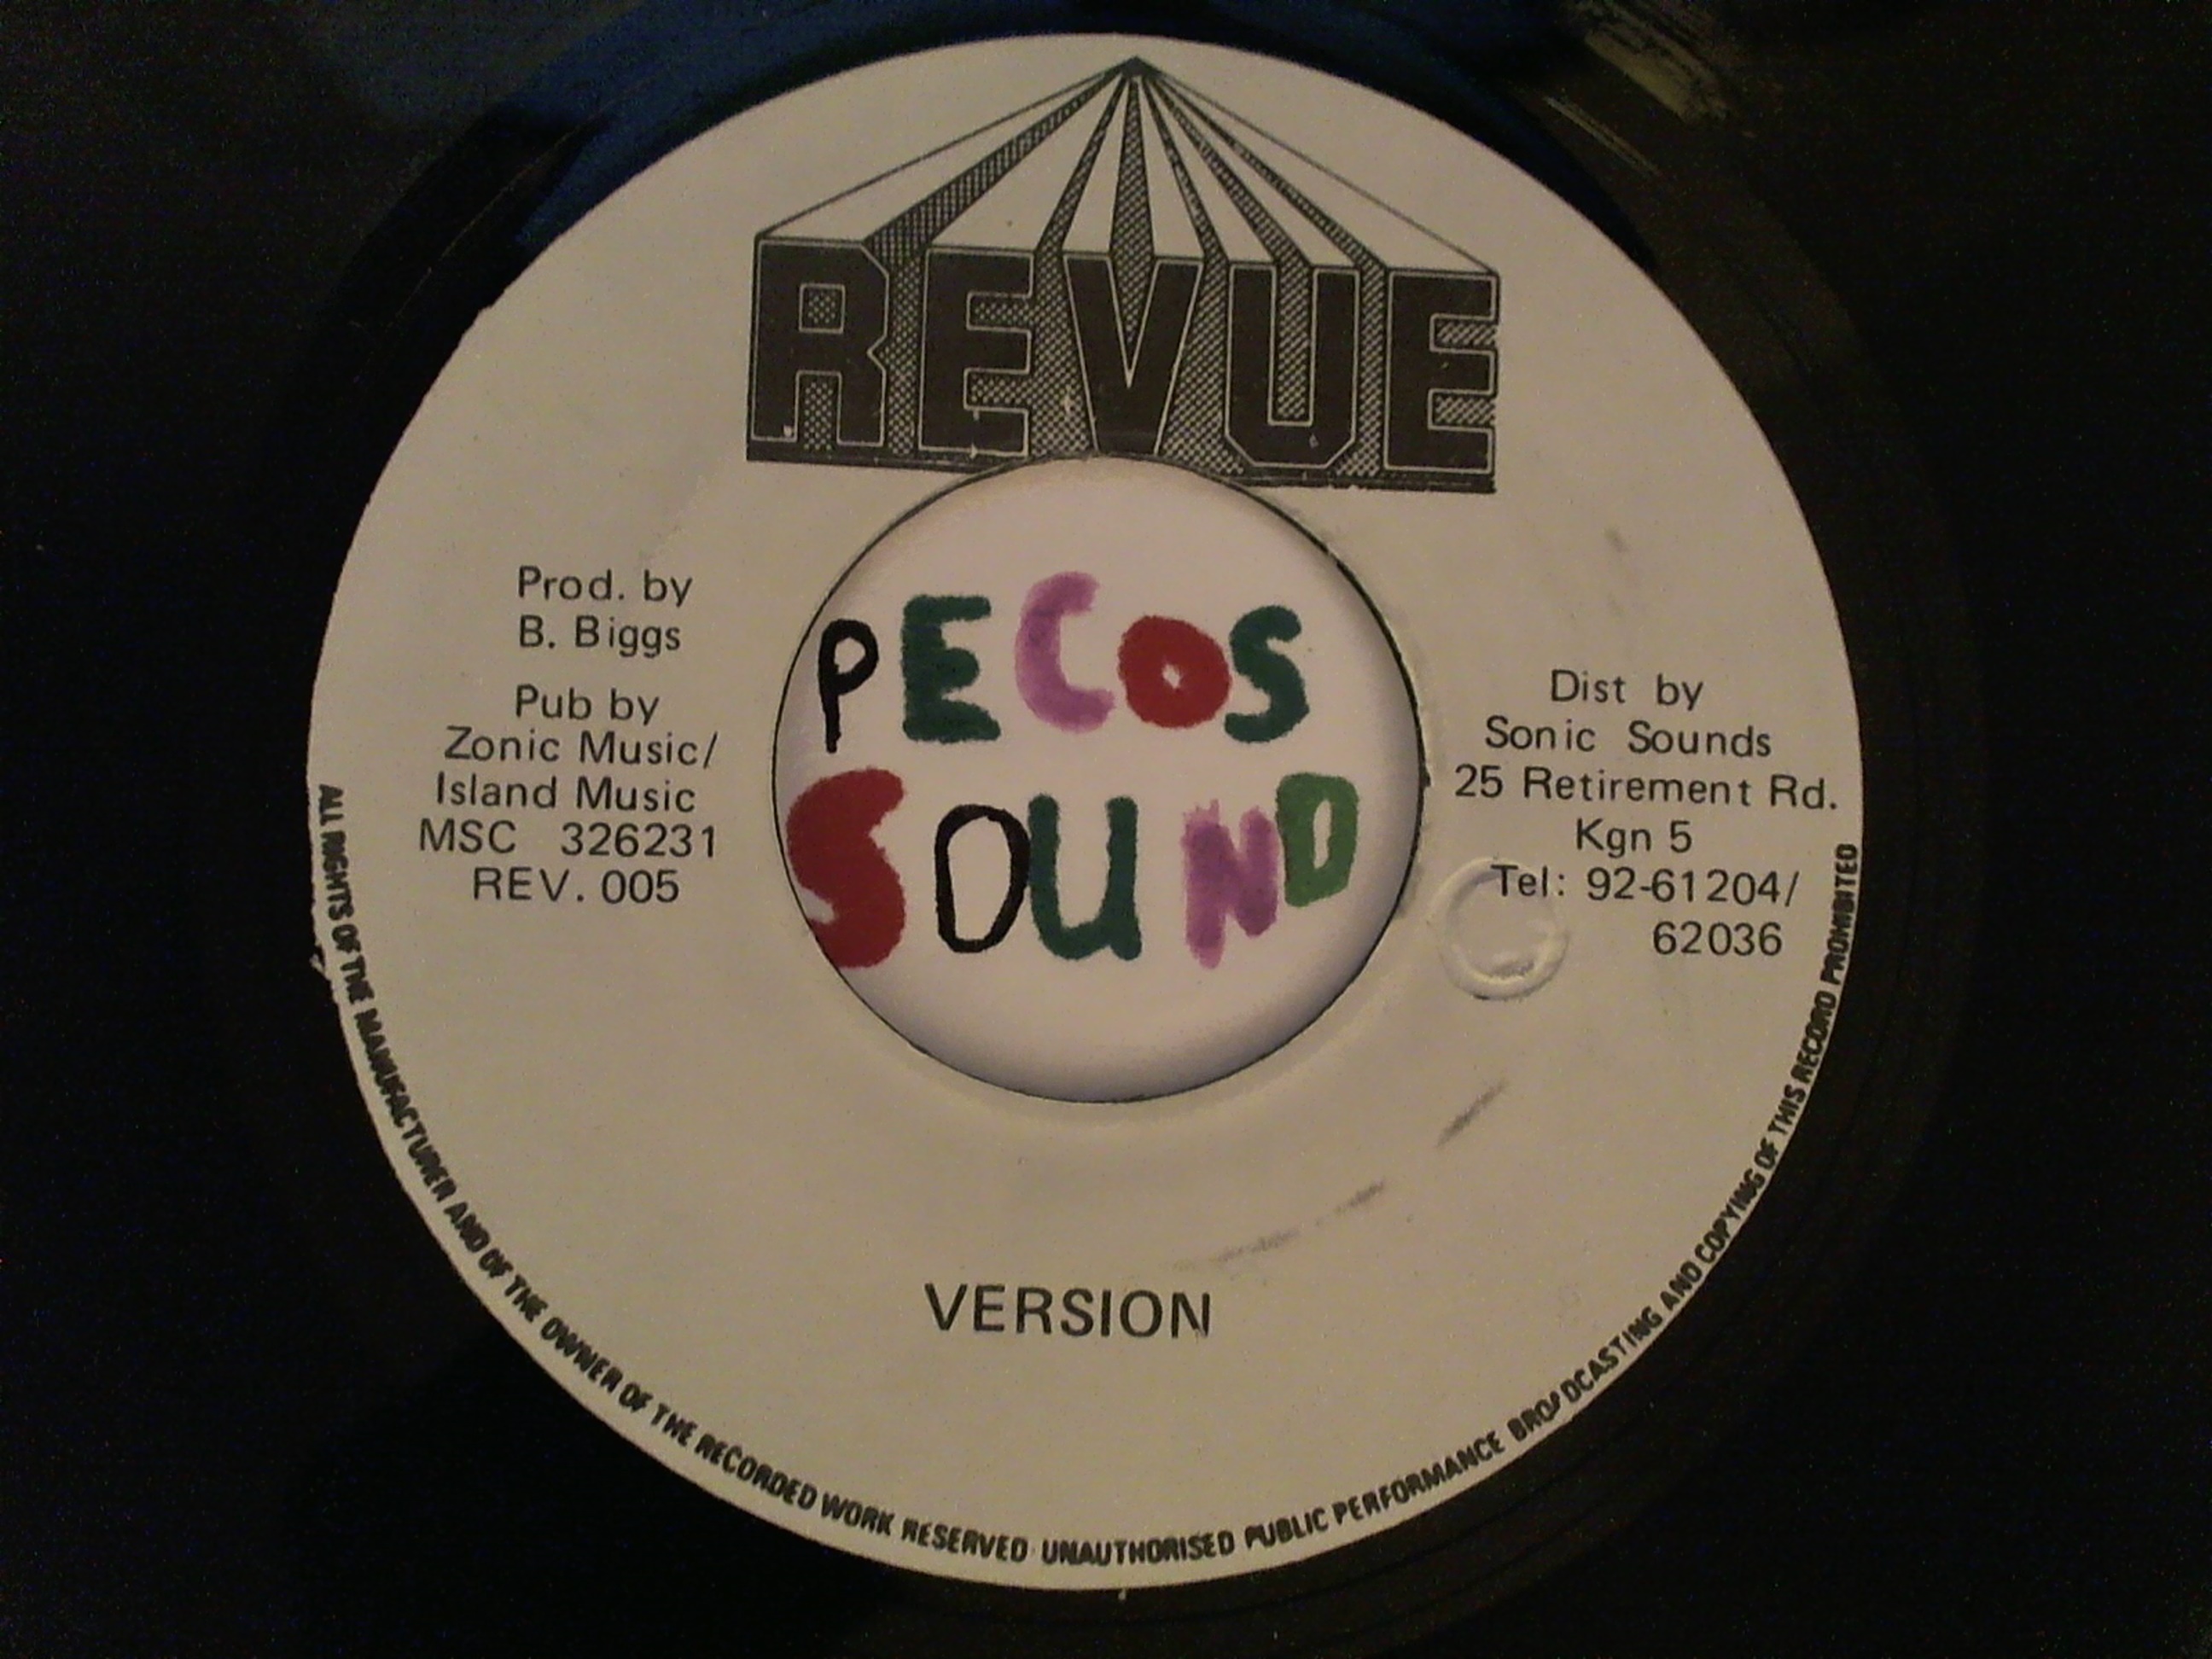 REVUE
Prod. by
B. Biggs
Pub by
Zonic Music/
Island Music
MSC 326231
REV. 005
PECOS
SOUND
Dist by
Sonic Sounds
25 Retirement Rd.
Kgn 5
Tel: 92-61204/
62036
VERSION
ALL RIGHTS OF THE MANUFACTURER AND OF THE OWNER OF THE RECORDED WORK RESERVED · UNAUTHORISED PUBLIC PERFORMANCE BROADCASTING AND COPYING OF THIS RECORD PROHIBITED